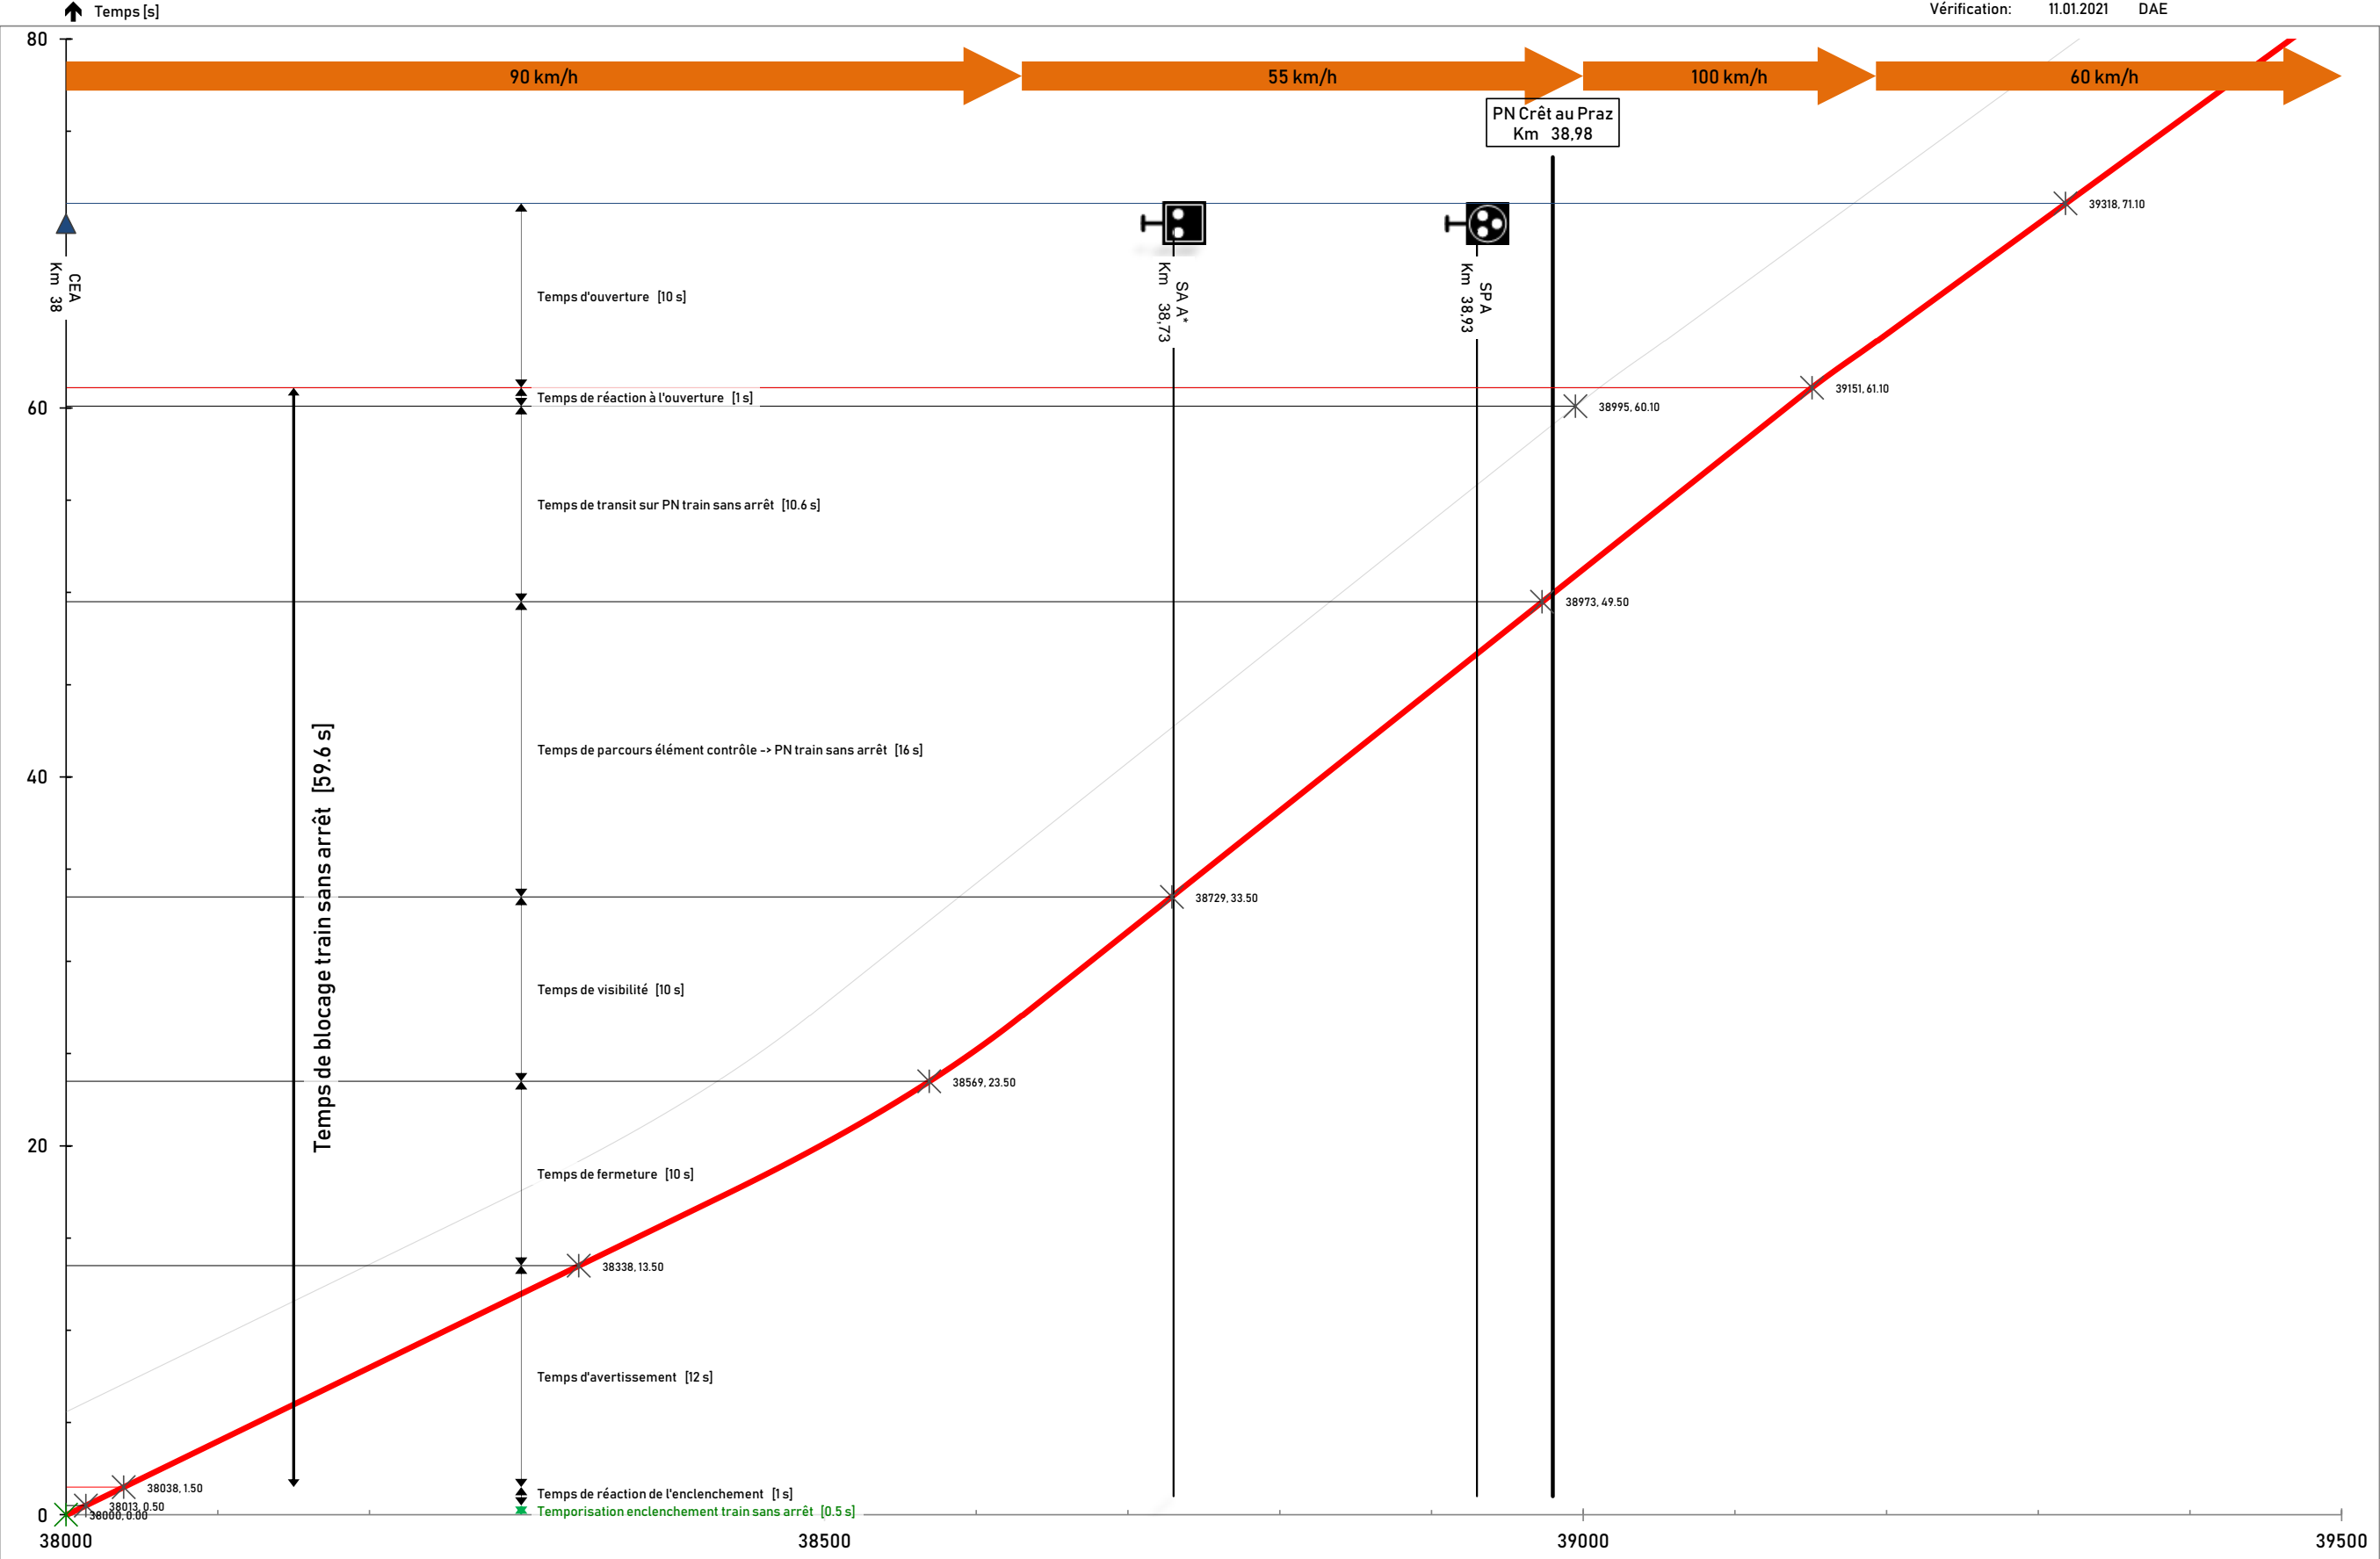 Temps [s]
Vérification: 11.01.2021 DAE
80
90 km/h
55 km/h
100 km/h
60 km/h
PN Crêt au Praz
Km 38,98
39318, 71.10
CEA
Km 38
SA A*
Km 38,73
SP A
Km 38,93
Temps d'ouverture [10 s]
39151, 61.10
Temps de réaction à l'ouverture [1 s]
60
38995, 60.10
Temps de transit sur PN train sans arrêt [10.6 s]
38973, 49.50
Temps de blocage train sans arrêt [59.6 s]
40
Temps de parcours élément contrôle -> PN train sans arrêt [16 s]
38729, 33.50
Temps de visibilité [10 s]
38569, 23.50
20
Temps de fermeture [10 s]
38338, 13.50
Temps d'avertissement [12 s]
38038, 1.50
Temps de réaction de l'enclenchement [1 s]
38013, 0.50
Temporisation enclenchement train sans arrêt [0.5 s]
38000, 0.00
0
38000
38500
39000
39500